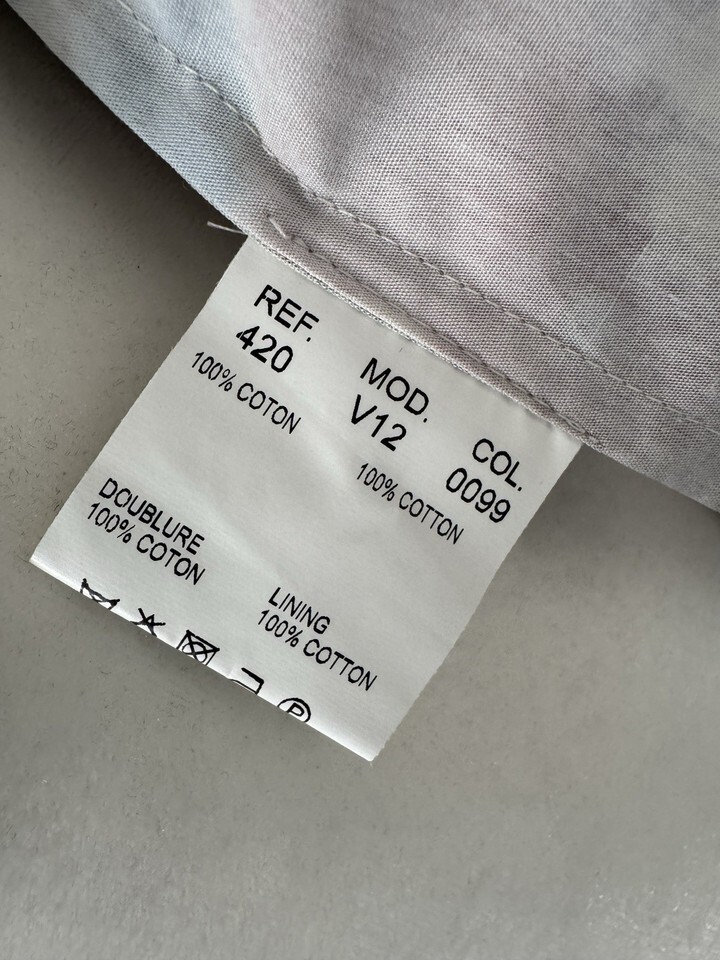 REF. MOD. COL.
420 V12 0099
100% COTON 100% COTTON
DOUBLURE LINING
100% COTON 100% COTTON
P